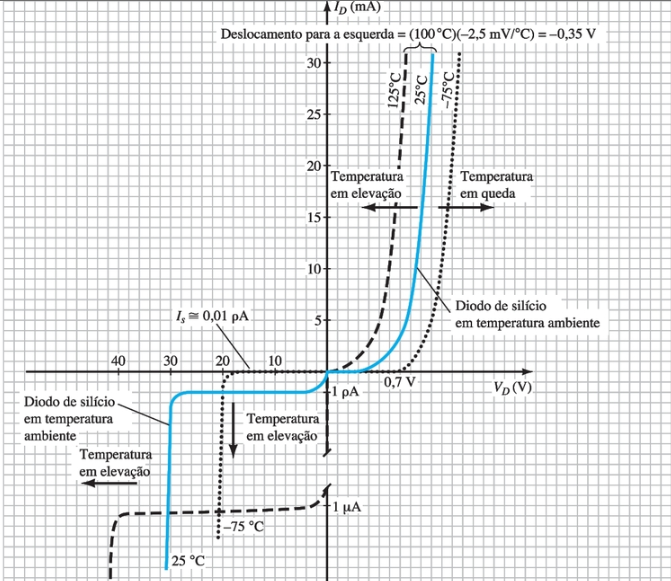 I_D (mA)
Deslocamento para a esquerda = (100 °C)(–2,5 mV/°C) = –0,35 V
30
125°C
25°C
–75°C
25
20
Temperatura
em elevação
Temperatura
em queda
15
10
Diodo de silício
em temperatura ambiente
I_s ≅ 0,01 ρA
5
40
30
20
10
0
0,7 V
V_D (V)
1 ρA
Diodo de silício
em temperatura
ambiente
Temperatura
em elevação
Temperatura
em elevação
1 µA
–75 °C
25 °C